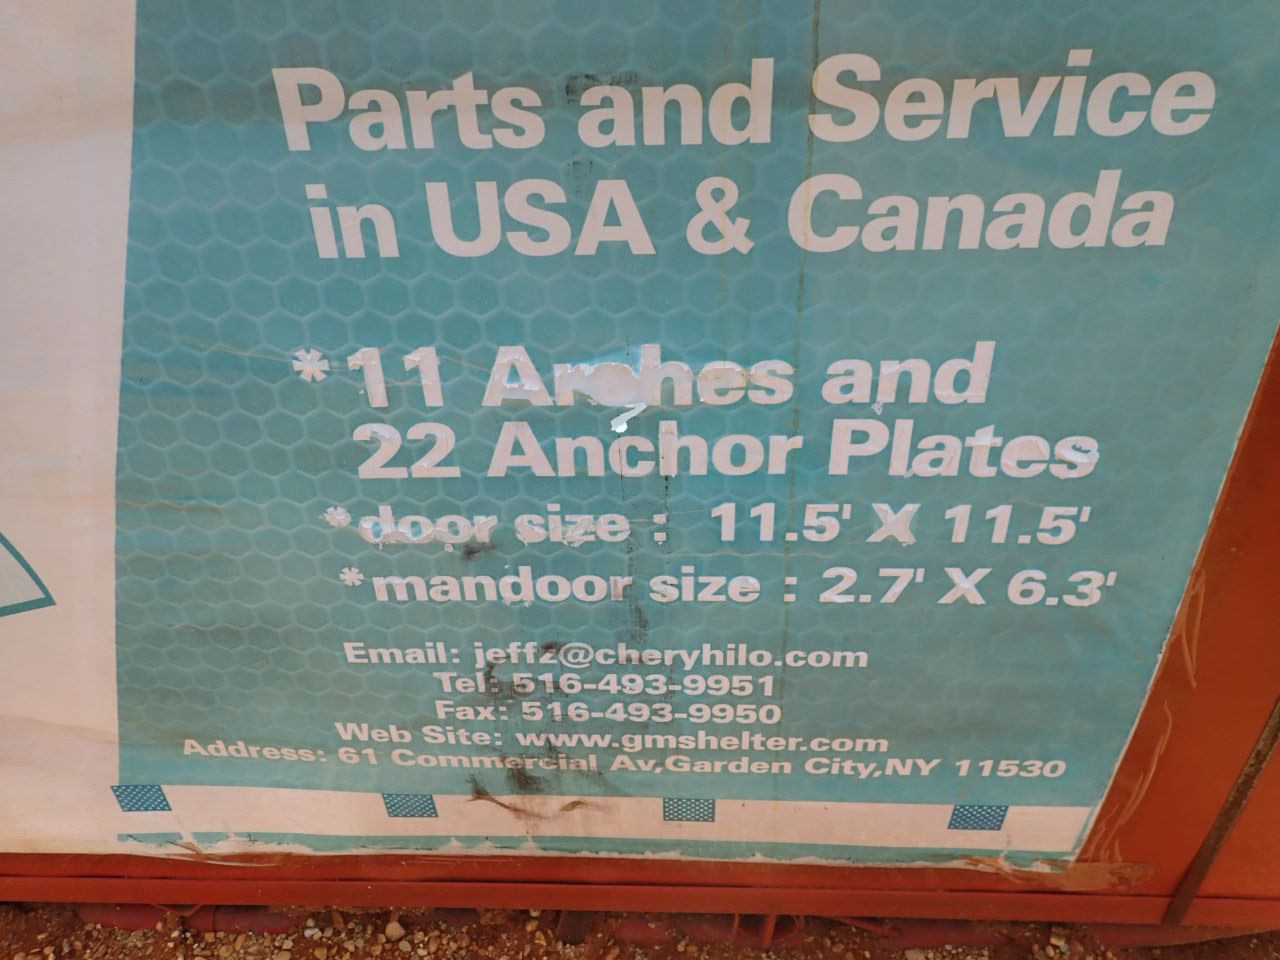 Parts and Service
in USA & Canada
*11 Arches and
22 Anchor Plates
*door size : 11.5' X 11.5'
*mandoor size : 2.7' X 6.3'
Email: jeffz@cheryhilo.com
Tel: 516-493-9951
Fax: 516-493-9950
Web Site: www.gmshelter.com
Address: 61 Commercial Av,Garden City,NY 11530